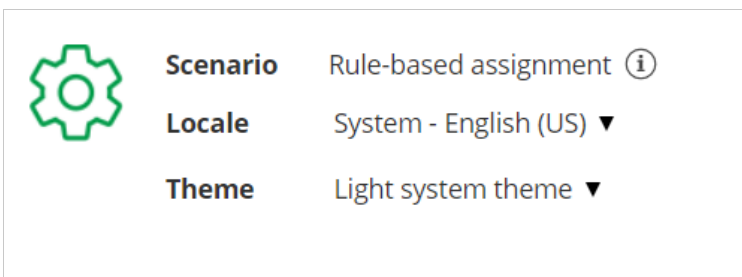 Scenario Rule-based assignment
Locale System - English (US) ▼
Theme Light system theme ▼